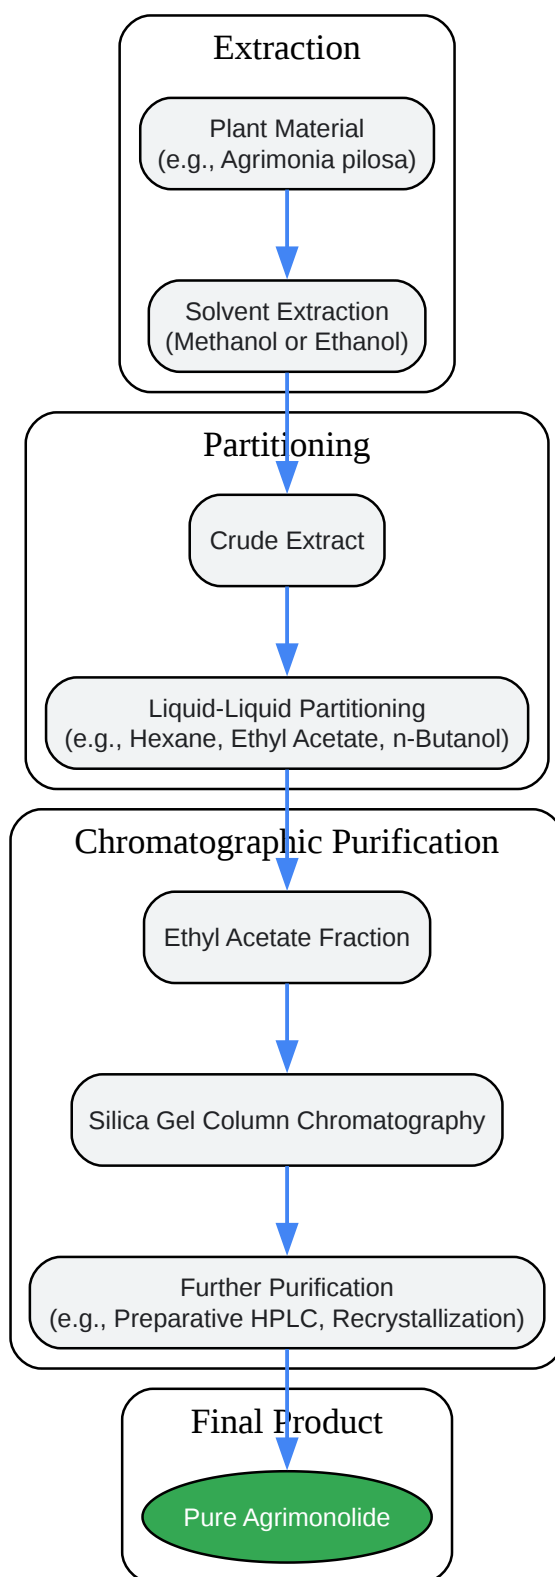 Extraction
Plant Material
(e.g., Agrimonia pilosa)
Solvent Extraction
(Methanol or Ethanol)
Partitioning
Crude Extract
Liquid-Liquid Partitioning
(e.g., Hexane, Ethyl Acetate, n-Butanol)
Chromatographic Purification
Ethyl Acetate Fraction
Silica Gel Column Chromatography
Further Purification
(e.g., Preparative HPLC, Recrystallization)
Final Product
Pure Agrimonolide